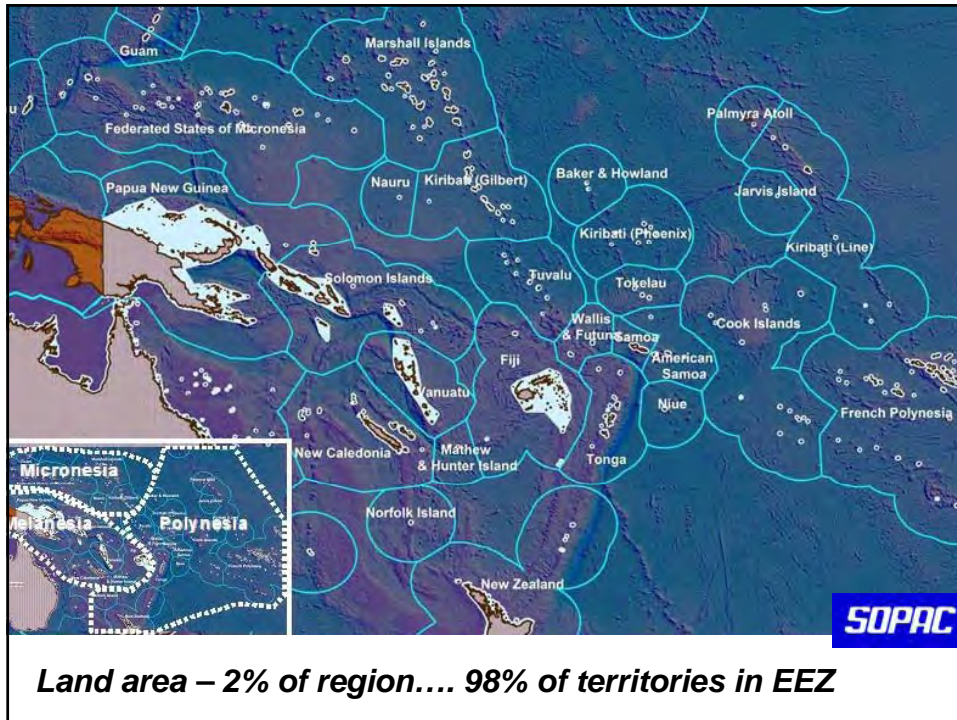 Guam
Marshall Islands
u
Federated States of Micronesia
Palmyra Atoll
Papua New Guinea
Nauru
Kiribati (Gilbert)
Baker & Howland
Jarvis Island
Kiribati (Phoenix)
Kiribati (Line)
Solomon Islands
Tuvalu
Tokelau
Wallis
& Futuna
Samoa
Cook Islands
Fiji
American
Samoa
Vanuatu
Niue
French Polynesia
New Caledonia
Mathew
& Hunter Island
Tonga
Micronesia
Melanesia
Polynesia
Norfolk Island
New Zealand
SOPAC
Land area – 2% of region.... 98% of territories in EEZ